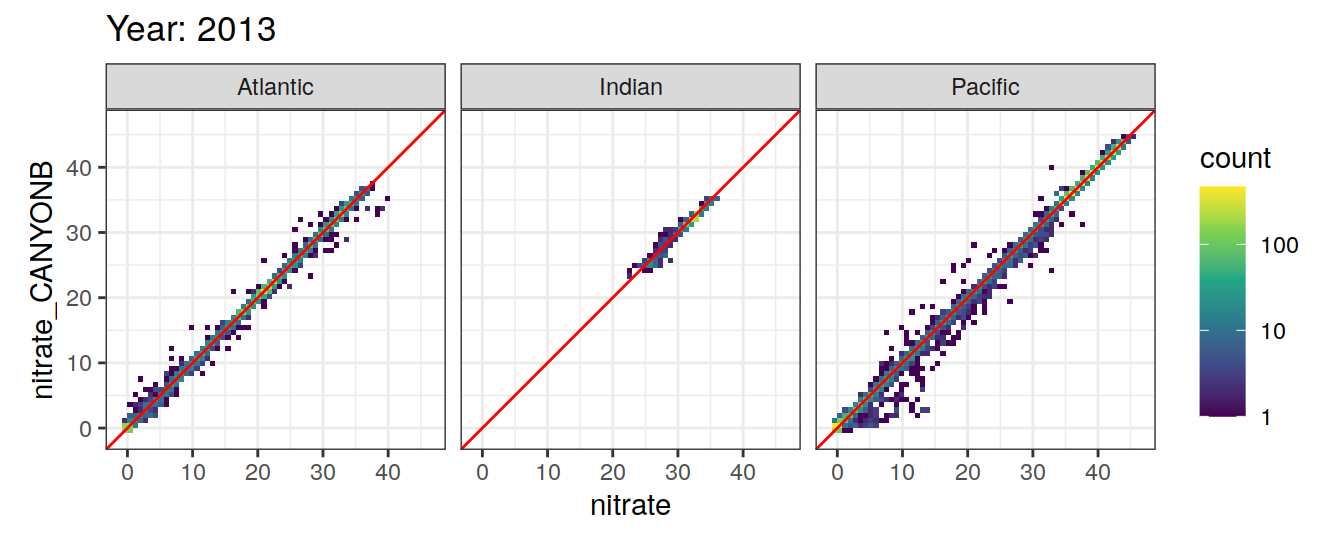 Year: 2013
Atlantic
Indian
Pacific
nitrate_CANYONB
40
30
20
10
0
0 10 20 30 40
0 10 20 30 40
0 10 20 30 40
nitrate
count
100
10
1